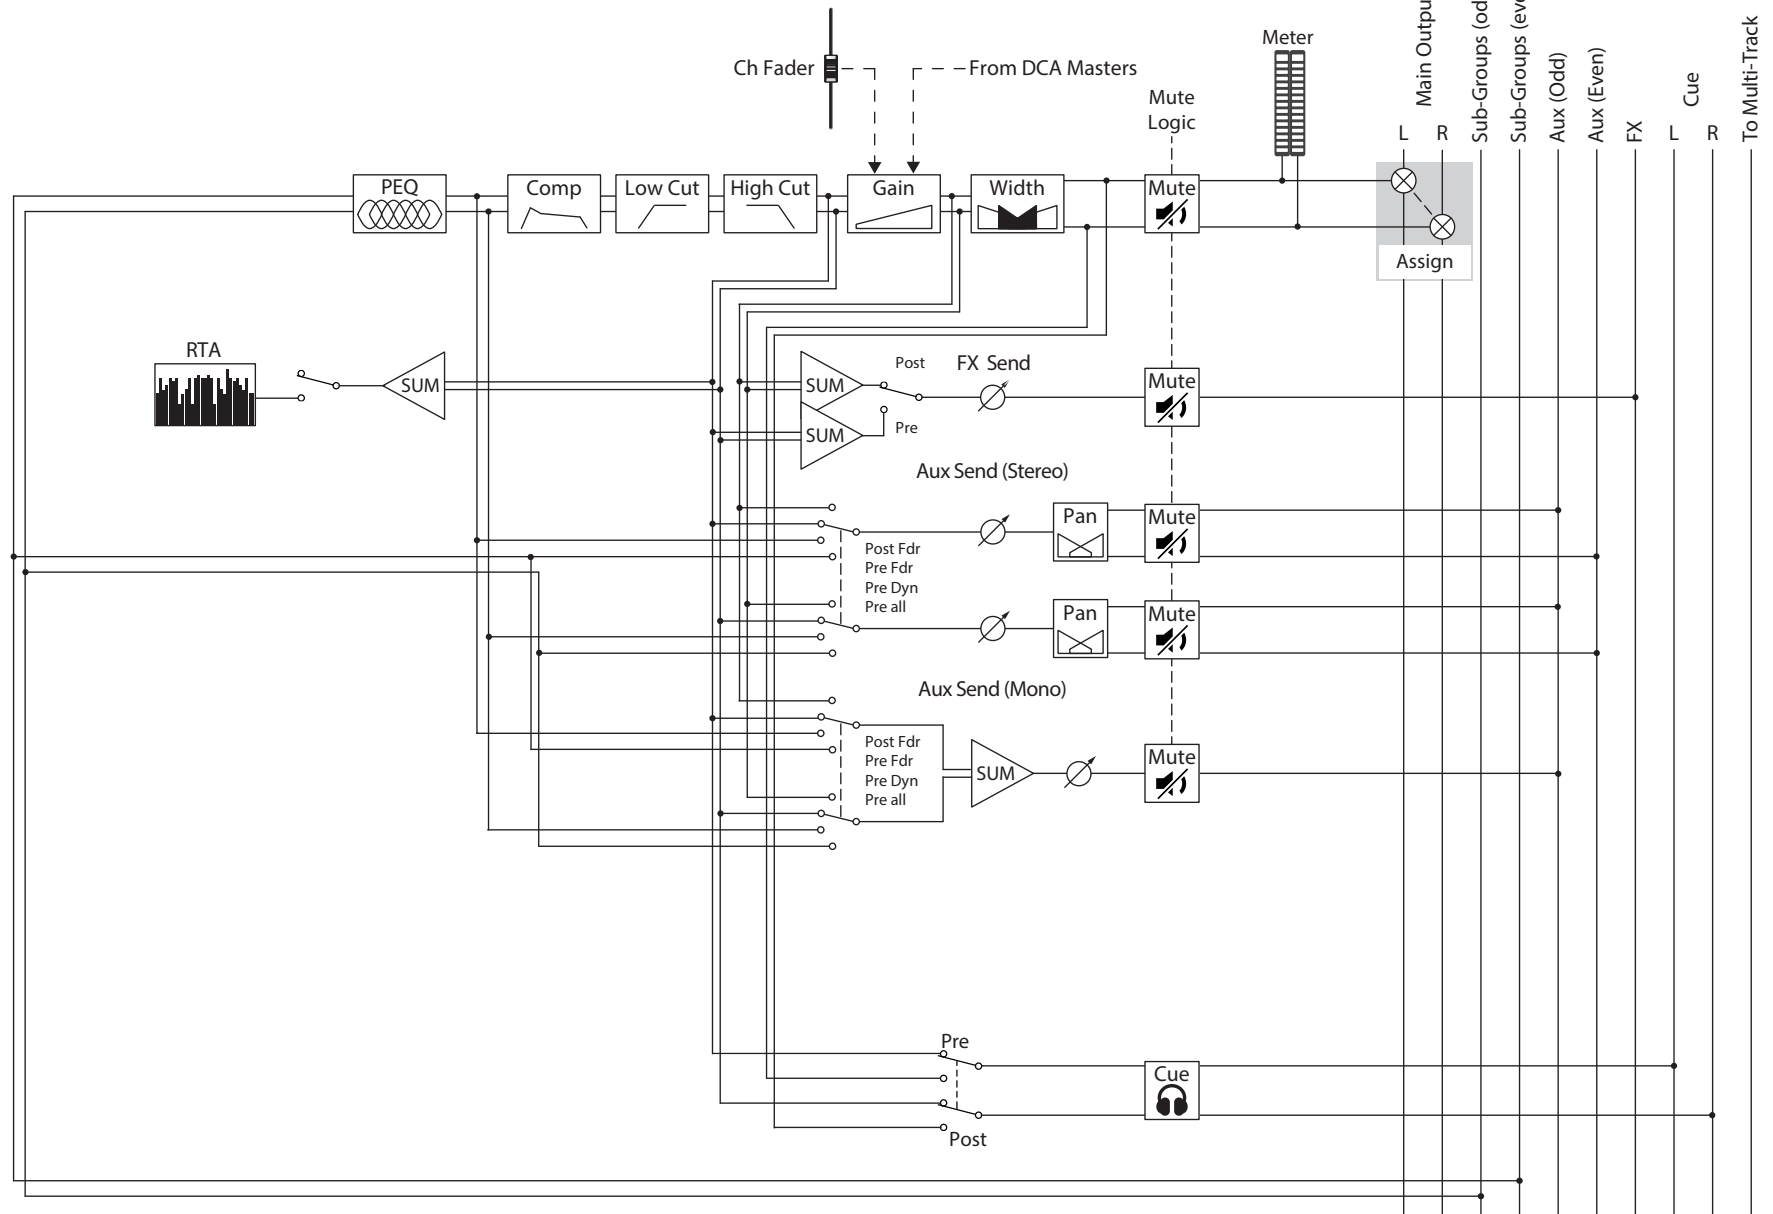 Ch Fader
From DCA Masters
Mute
Logic
Meter
Main
Sub-Groups
Sub-Groups
Aux (Odd)
Aux (Even)
FX
Cue
To Multi-Track
L
R
L
R
PEQ
Comp
Low Cut
High Cut
Gain
Width
Mute
Assign
RTA
SUM
SUM
Post
FX Send
Mute
SUM
Pre
Aux Send (Stereo)
Pan
Mute
Post Fdr
Pre Fdr
Pre Dyn
Pre all
Pan
Mute
Aux Send (Mono)
Post Fdr
Pre Fdr
Pre Dyn
Pre all
SUM
Mute
Pre
Cue
Post